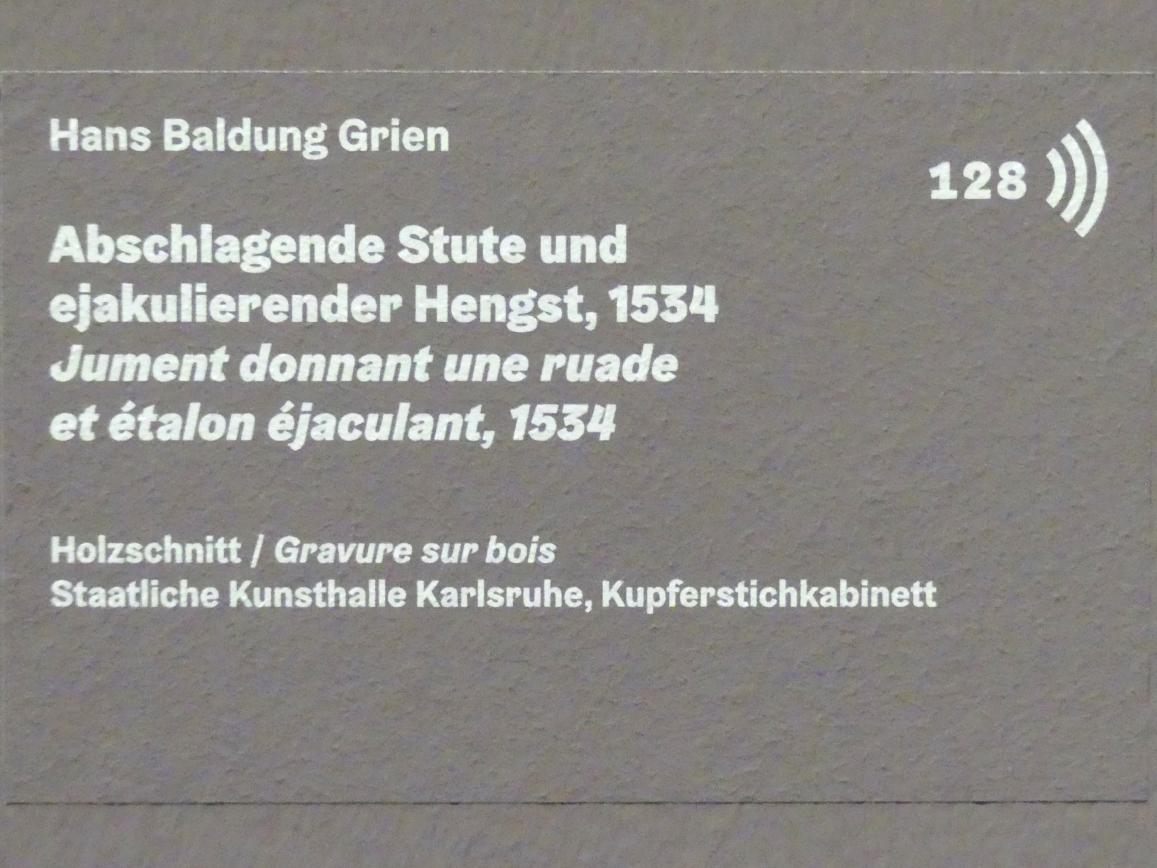 Hans Baldung Grien
128
Abschlagende Stute und
ejakulierender Hengst, 1534
Jument donnant une ruade
et étalon éjaculant, 1534
Holzschnitt / Gravure sur bois
Staatliche Kunsthalle Karlsruhe, Kupferstichkabinett